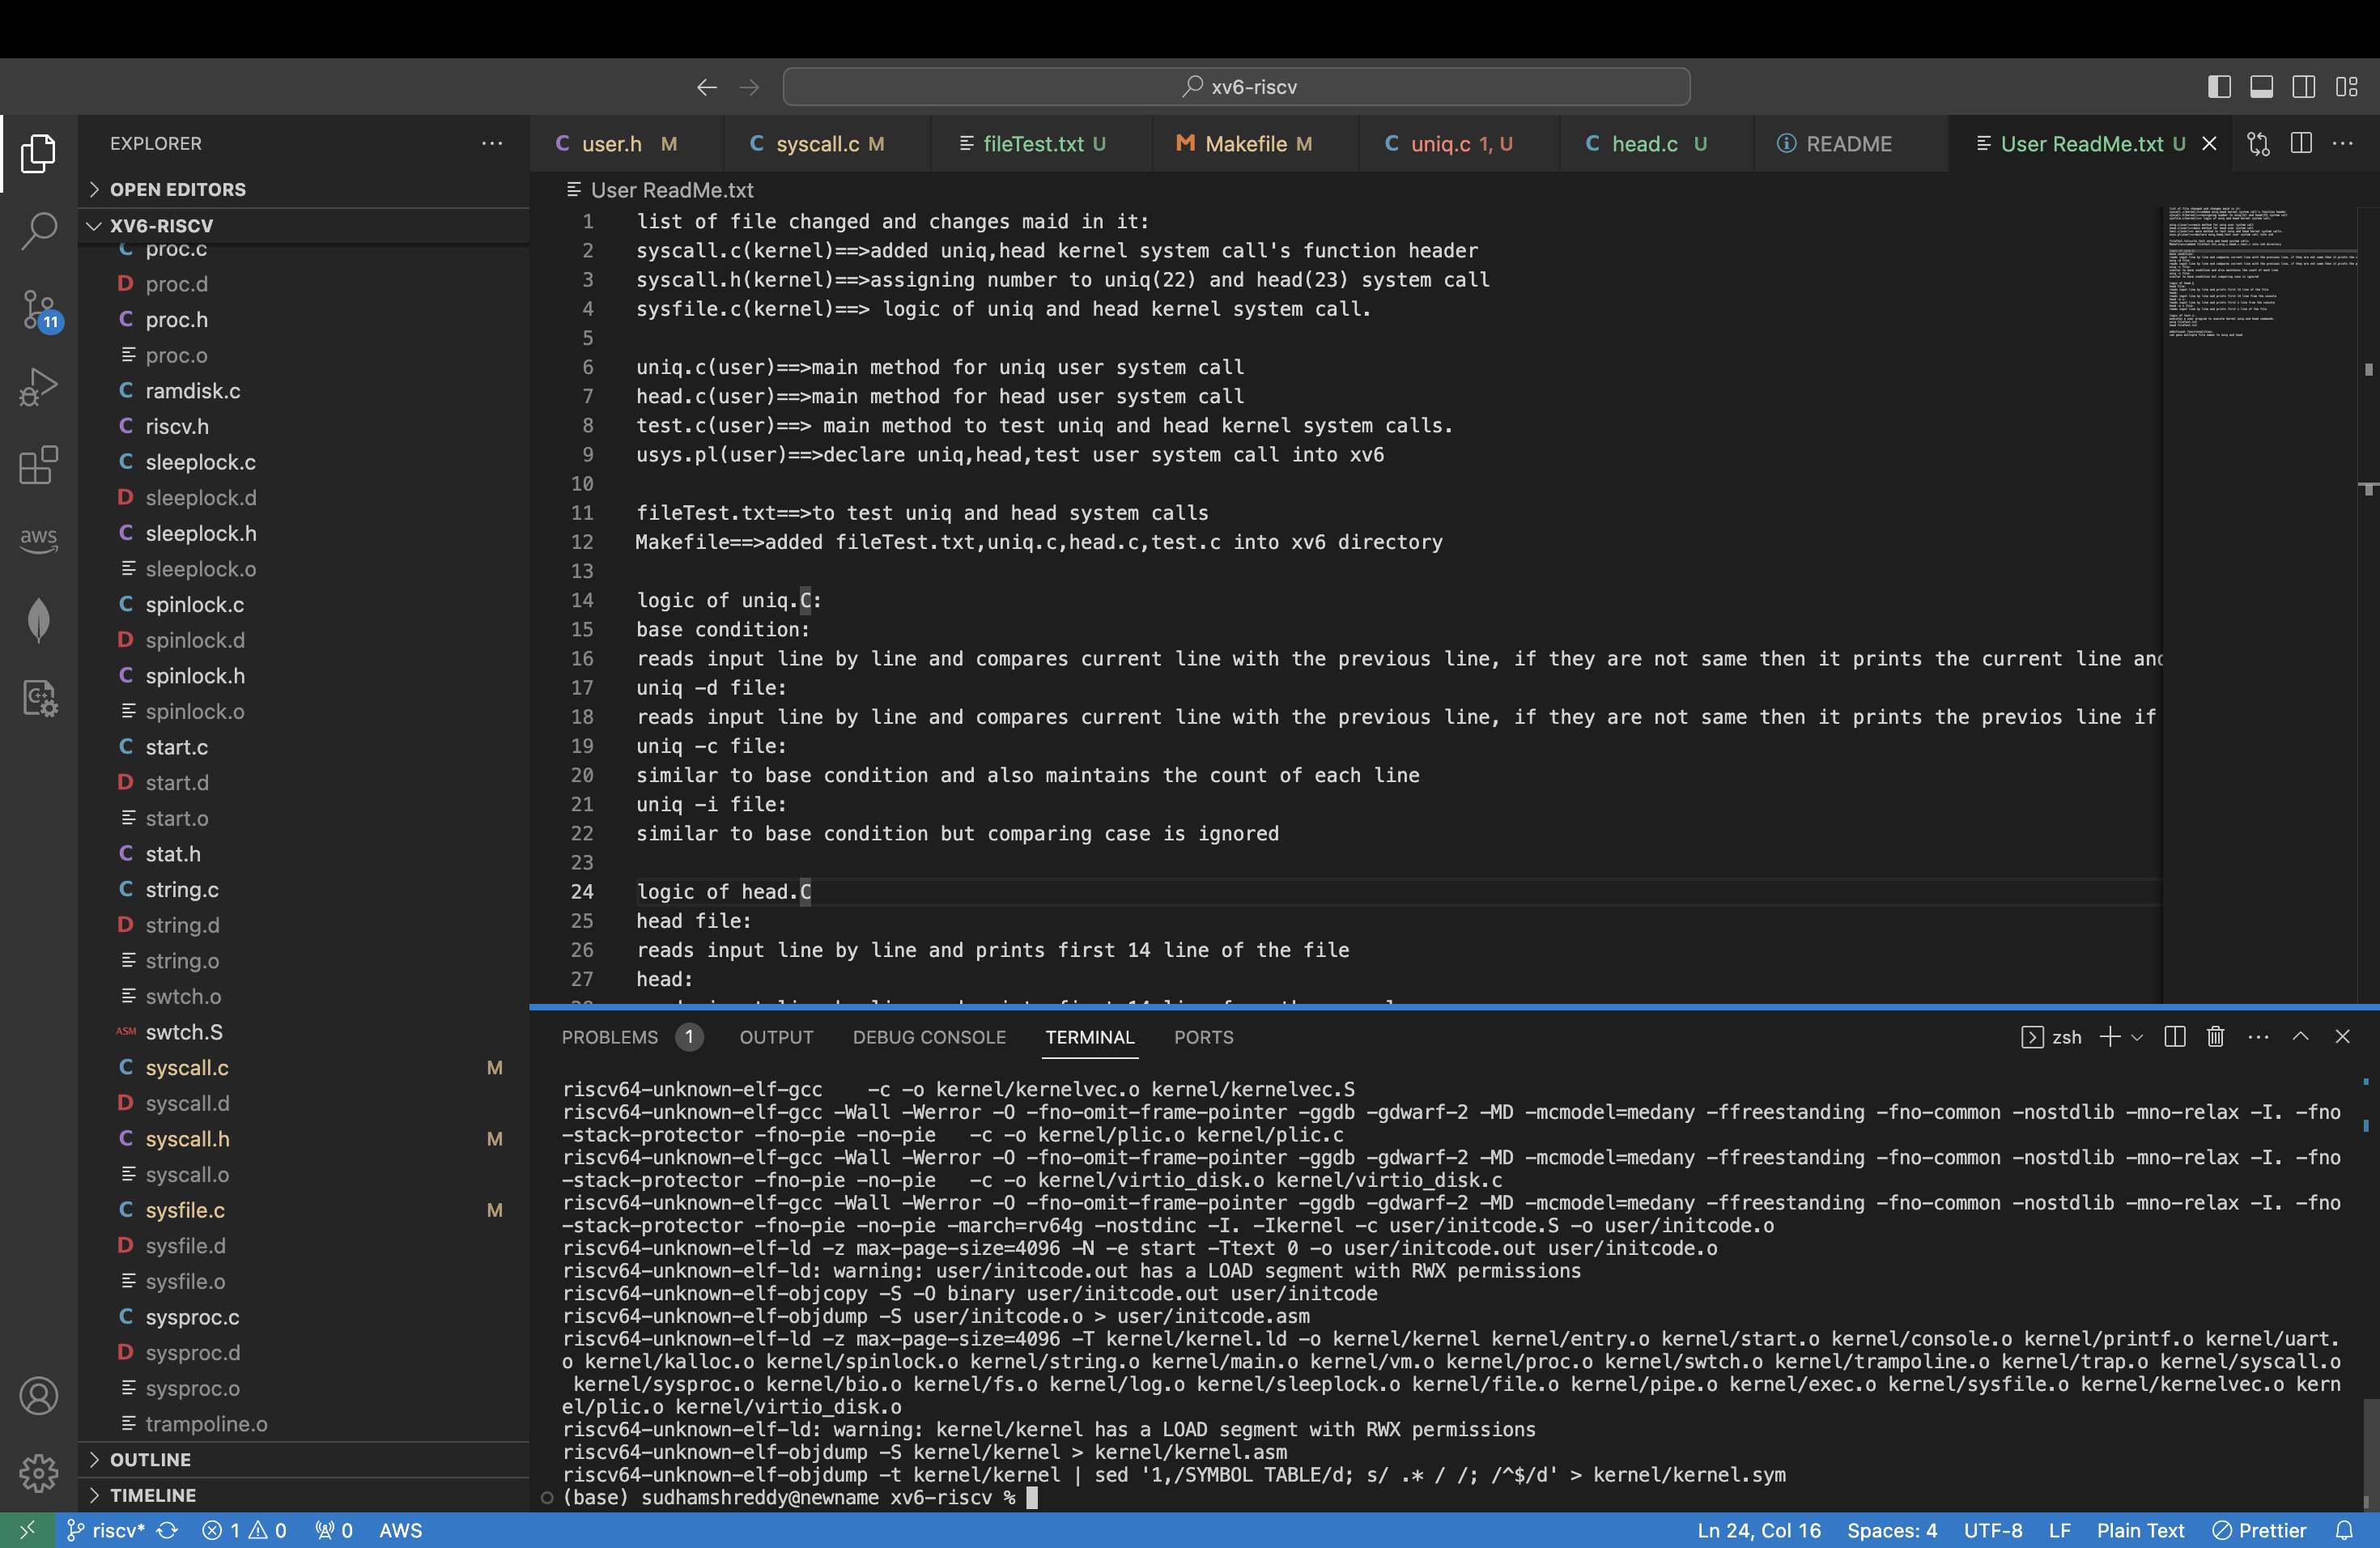 xv6-riscv
EXPLORER
OPEN EDITORS
XV6-RISCV
C proc.c
D proc.d
C proc.h
proc.o
C ramdisk.c
C riscv.h
C sleeplock.c
D sleeplock.d
C sleeplock.h
sleeplock.o
C spinlock.c
D spinlock.d
C spinlock.h
spinlock.o
C start.c
D start.d
start.o
C stat.h
C string.c
D string.d
string.o
swtch.o
ASM swtch.S
C syscall.c M
D syscall.d
C syscall.h M
syscall.o
C sysfile.c M
D sysfile.d
sysfile.o
C sysproc.c
D sysproc.d
sysproc.o
trampoline.o
OUTLINE
TIMELINE
11
aws
C user.h M
C syscall.c M
fileTest.txt U
M Makefile M
C uniq.c 1, U
C head.c U
README
User ReadMe.txt U
User ReadMe.txt
1 list of file changed and changes maid in it:
2 syscall.c(kernel)==>added uniq,head kernel system call's function header
3 syscall.h(kernel)==>assigning number to uniq(22) and head(23) system call
4 sysfile.c(kernel)==> logic of uniq and head kernel system call.
5
6 uniq.c(user)==>main method for uniq user system call
7 head.c(user)==>main method for head user system call
8 test.c(user)==> main method to test uniq and head kernel system calls.
9 usys.pl(user)==>declare uniq,head,test user system call into xv6
10
11 fileTest.txt==>to test uniq and head system calls
12 Makefile==>added fileTest.txt,uniq.c,head.c,test.c into xv6 directory
13
14 logic of uniq.C:
15 base condition:
16 reads input line by line and compares current line with the previous line, if they are not same then it prints the current line and
17 uniq -d file:
18 reads input line by line and compares current line with the previous line, if they are not same then it prints the previos line if
19 uniq -c file:
20 similar to base condition and also maintains the count of each line
21 uniq -i file:
22 similar to base condition but comparing case is ignored
23
24 logic of head.C
25 head file:
26 reads input line by line and prints first 14 line of the file
27 head:
PROBLEMS 1 OUTPUT DEBUG CONSOLE TERMINAL PORTS
zsh
riscv64-unknown-elf-gcc    -c -o kernel/kernelvec.o kernel/kernelvec.S
riscv64-unknown-elf-gcc -Wall -Werror -O -fno-omit-frame-pointer -ggdb -gdwarf-2 -MD -mcmodel=medany -ffreestanding -fno-common -nostdlib -mno-relax -I. -fno
-stack-protector -fno-pie -no-pie   -c -o kernel/plic.o kernel/plic.c
riscv64-unknown-elf-gcc -Wall -Werror -O -fno-omit-frame-pointer -ggdb -gdwarf-2 -MD -mcmodel=medany -ffreestanding -fno-common -nostdlib -mno-relax -I. -fno
-stack-protector -fno-pie -no-pie   -c -o kernel/virtio_disk.o kernel/virtio_disk.c
riscv64-unknown-elf-gcc -Wall -Werror -O -fno-omit-frame-pointer -ggdb -gdwarf-2 -MD -mcmodel=medany -ffreestanding -fno-common -nostdlib -mno-relax -I. -fno
-stack-protector -fno-pie -no-pie -march=rv64g -nostdinc -I. -Ikernel -c user/initcode.S -o user/initcode.o
riscv64-unknown-elf-ld -z max-page-size=4096 -N -e start -Ttext 0 -o user/initcode.out user/initcode.o
riscv64-unknown-elf-ld: warning: user/initcode.out has a LOAD segment with RWX permissions
riscv64-unknown-elf-objcopy -S -O binary user/initcode.out user/initcode
riscv64-unknown-elf-objdump -S user/initcode.o > user/initcode.asm
riscv64-unknown-elf-ld -z max-page-size=4096 -T kernel/kernel.ld -o kernel/kernel kernel/entry.o kernel/start.o kernel/console.o kernel/printf.o kernel/uart.
o kernel/kalloc.o kernel/spinlock.o kernel/string.o kernel/main.o kernel/vm.o kernel/proc.o kernel/swtch.o kernel/trampoline.o kernel/trap.o kernel/syscall.o
kernel/sysproc.o kernel/bio.o kernel/fs.o kernel/log.o kernel/sleeplock.o kernel/file.o kernel/pipe.o kernel/exec.o kernel/sysfile.o kernel/kernelvec.o kern
el/plic.o kernel/virtio_disk.o
riscv64-unknown-elf-ld: warning: kernel/kernel has a LOAD segment with RWX permissions
riscv64-unknown-elf-objdump -S kernel/kernel > kernel/kernel.asm
riscv64-unknown-elf-objdump -t kernel/kernel | sed '1,/SYMBOL TABLE/d; s/ .* / /; /^$/d' > kernel/kernel.sym
(base) sudhamshreddy@newname xv6-riscv %
riscv* 1 0 0 AWS Ln 24, Col 16 Spaces: 4 UTF-8 LF Plain Text Prettier